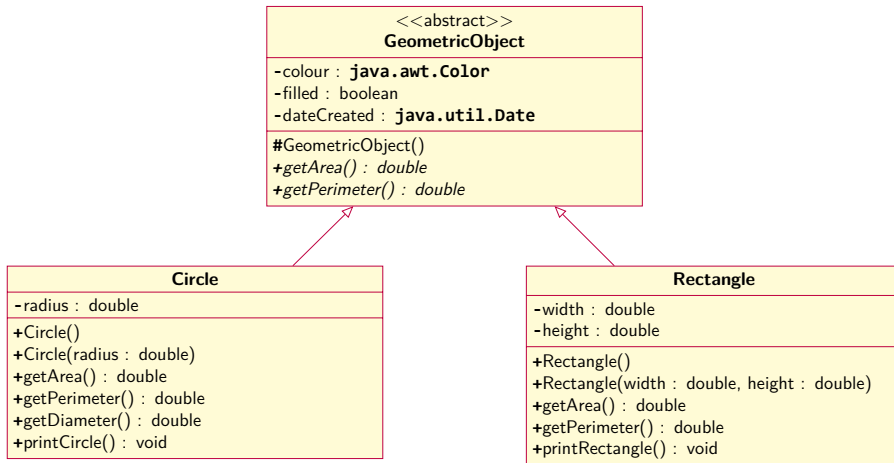 <<abstract>>
GeometricObject
-colour : java.awt.Color
-filled : boolean
-dateCreated : java.util.Date
#GeometricObject()
+getArea() : double
+getPerimeter() : double
Circle
-radius : double
+Circle()
+Circle(radius : double)
+getArea() : double
+getPerimeter() : double
+getDiameter() : double
+printCircle() : void
Rectangle
-width : double
-height : double
+Rectangle()
+Rectangle(width : double, height : double)
+getArea() : double
+getPerimeter() : double
+printRectangle() : void